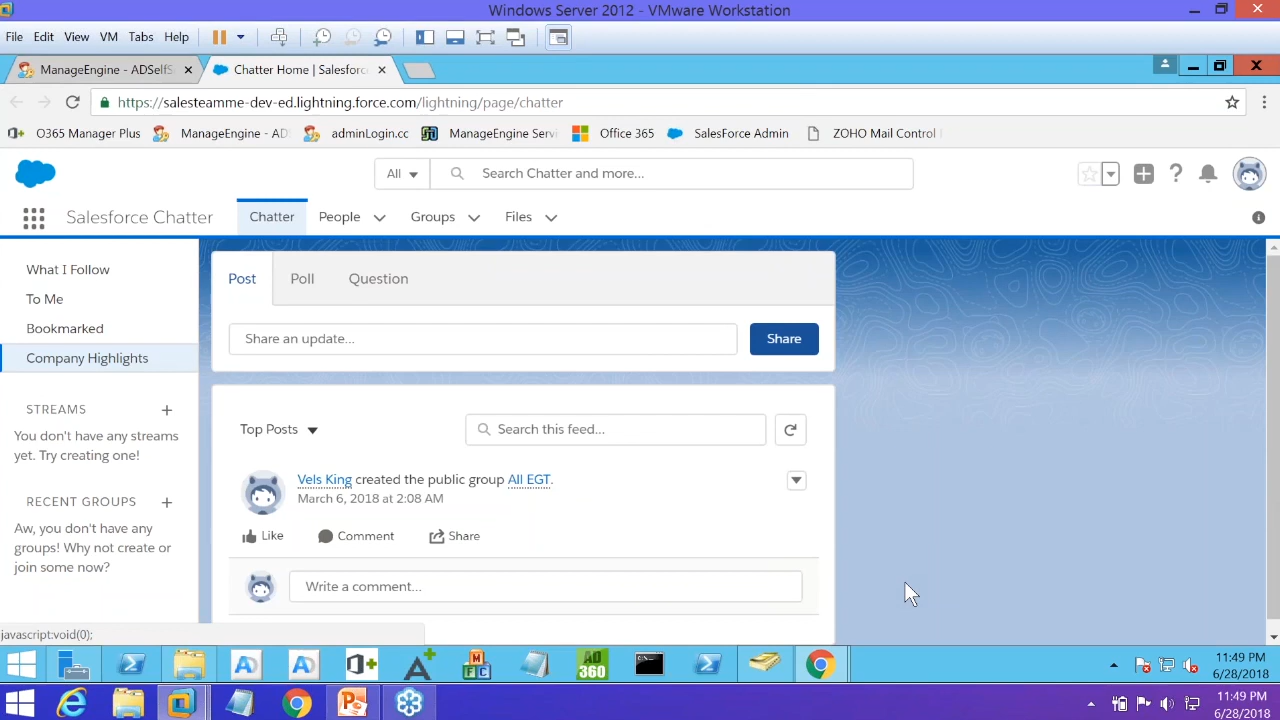 Windows Server 2012 - VMware Workstation
File Edit View VM Tabs Help
ManageEngine - ADSelfS
Chatter Home | Salesforc
https://salesteamme-dev-ed.lightning.force.com/lightning/page/chatter
O365 Manager Plus ManageEngine - AD adminLogin.cc ManageEngine Servi Office 365 SalesForce Admin ZOHO Mail Control
All Search Chatter and more...
Salesforce Chatter Chatter People Groups Files
What I Follow
To Me
Bookmarked
Company Highlights
STREAMS
You don't have any streams
yet. Try creating one!
RECENT GROUPS
Aw, you don't have any
groups! Why not create or
join some now?
Post Poll Question
Share an update... Share
Top Posts Search this feed...
Vels King created the public group All EGT.
March 6, 2018 at 2:08 AM
Like Comment Share
Write a comment...
javascript:void(0);
AD
360
11:49 PM
6/28/2018
11:49 PM
6/28/2018